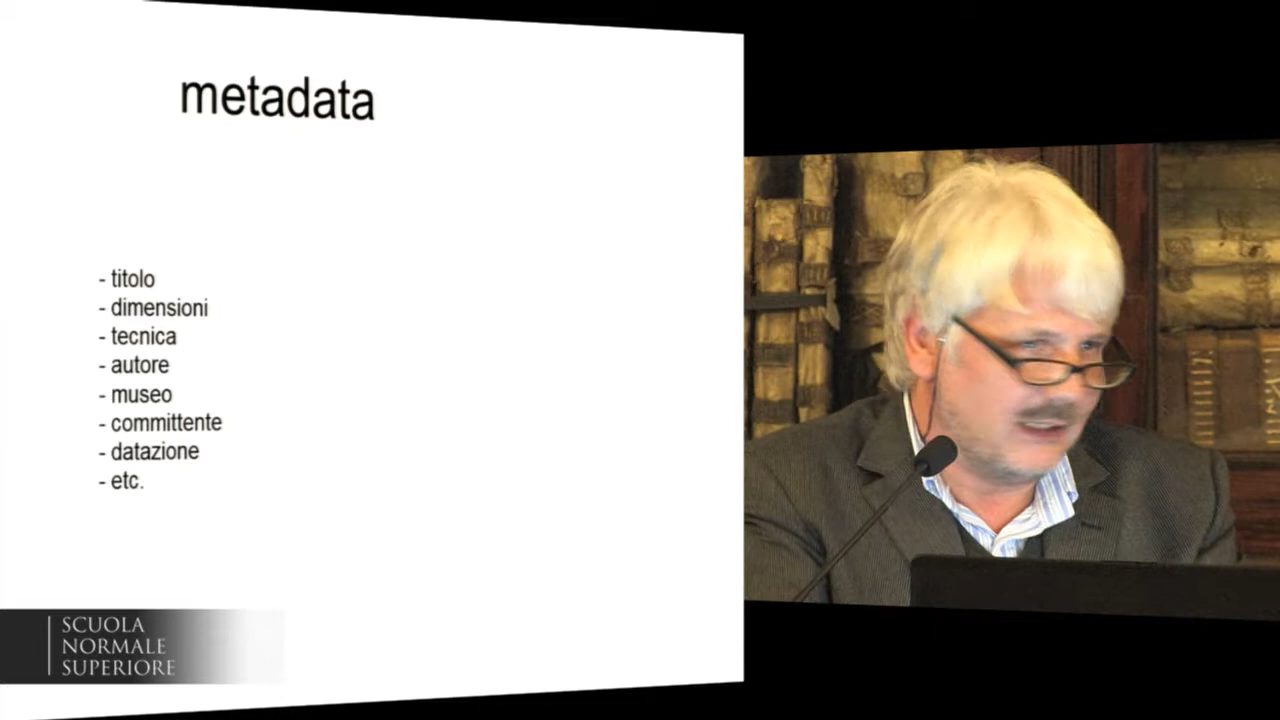 metadata
- titolo
- dimensioni
- tecnica
- autore
- museo
- committente
- datazione
- etc.
SCUOLA
NORMALE
SUPERIORE